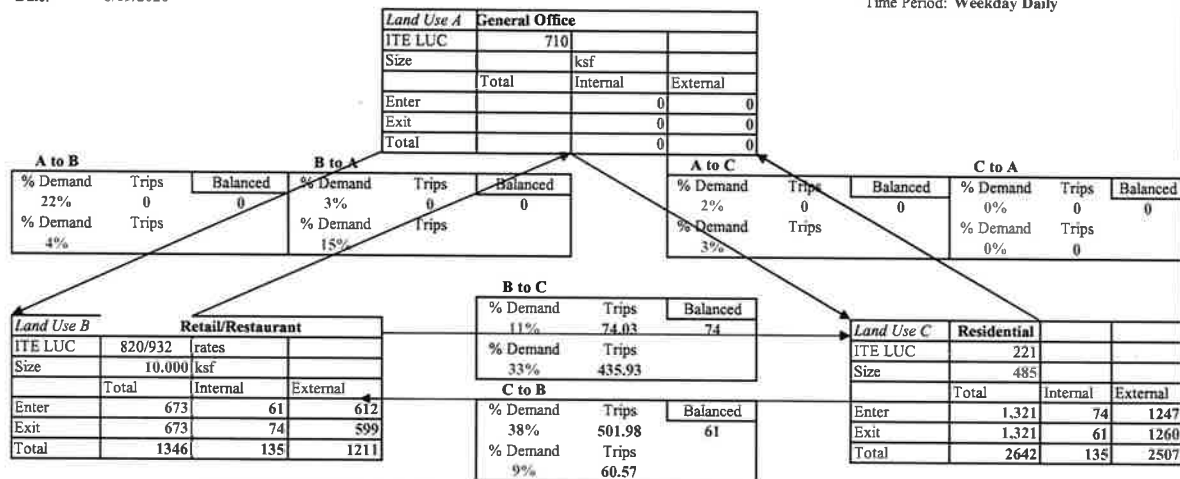 Time Period: Weekday Daily
Land Use A General Office
ITE LUC 710
Size ksf
Total Internal External
Enter 0 0
Exit 0 0
Total 0 0
A to B B to A
% Demand Trips Balanced % Demand Trips Balanced
22% 0 0 3% 0 0
% Demand Trips % Demand Trips
4% 15%
A to C C to A
% Demand Trips Balanced % Demand Trips Balanced
2% 0 0 0% 0 0
% Demand Trips % Demand Trips
3% 0% 0
B to C
% Demand Trips Balanced
11% 74.03 74
% Demand Trips
33% 435.93
C to B
% Demand Trips Balanced
38% 501.98 61
% Demand Trips
9% 60.57
Land Use B Retail/Restaurant
ITE LUC 820/932 rates
Size 10.000 ksf
Total Internal External
Enter 673 61 612
Exit 673 74 599
Total 1346 135 1211
Land Use C Residential
ITE LUC 221
Size 485
Total Internal External
Enter 1,321 74 1247
Exit 1,321 61 1260
Total 2642 135 2507